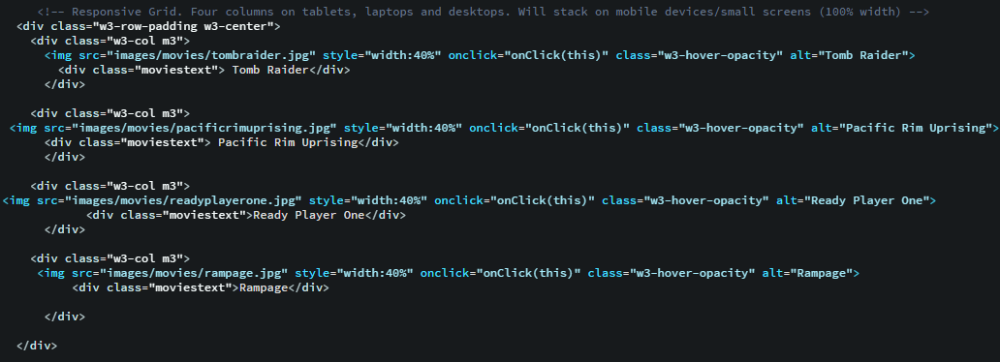 <!-- Responsive Grid. Four columns on tablets, laptops and desktops. Will stack on mobile devices/small screens (100% width) -->
<div class="w3-row-padding w3-center">
<div class="w3-col m3">
<img src="images/movies/tombraider.jpg" style="width:40%" onclick="onClick(this)" class="w3-hover-opacity" alt="Tomb Raider">
<div class="moviestext"> Tomb Raider</div>
</div>
<div class="w3-col m3">
<img src="images/movies/pacificrimuprising.jpg" style="width:40%" onclick="onClick(this)" class="w3-hover-opacity" alt="Pacific Rim Uprising">
<div class="moviestext"> Pacific Rim Uprising</div>
</div>
<div class="w3-col m3">
<img src="images/movies/readyplayerone.jpg" style="width:40%" onclick="onClick(this)" class="w3-hover-opacity" alt="Ready Player One">
<div class="moviestext">Ready Player One</div>
</div>
<div class="w3-col m3">
<img src="images/movies/rampage.jpg" style="width:40%" onclick="onClick(this)" class="w3-hover-opacity" alt="Rampage">
<div class="moviestext">Rampage</div>
</div>
</div>